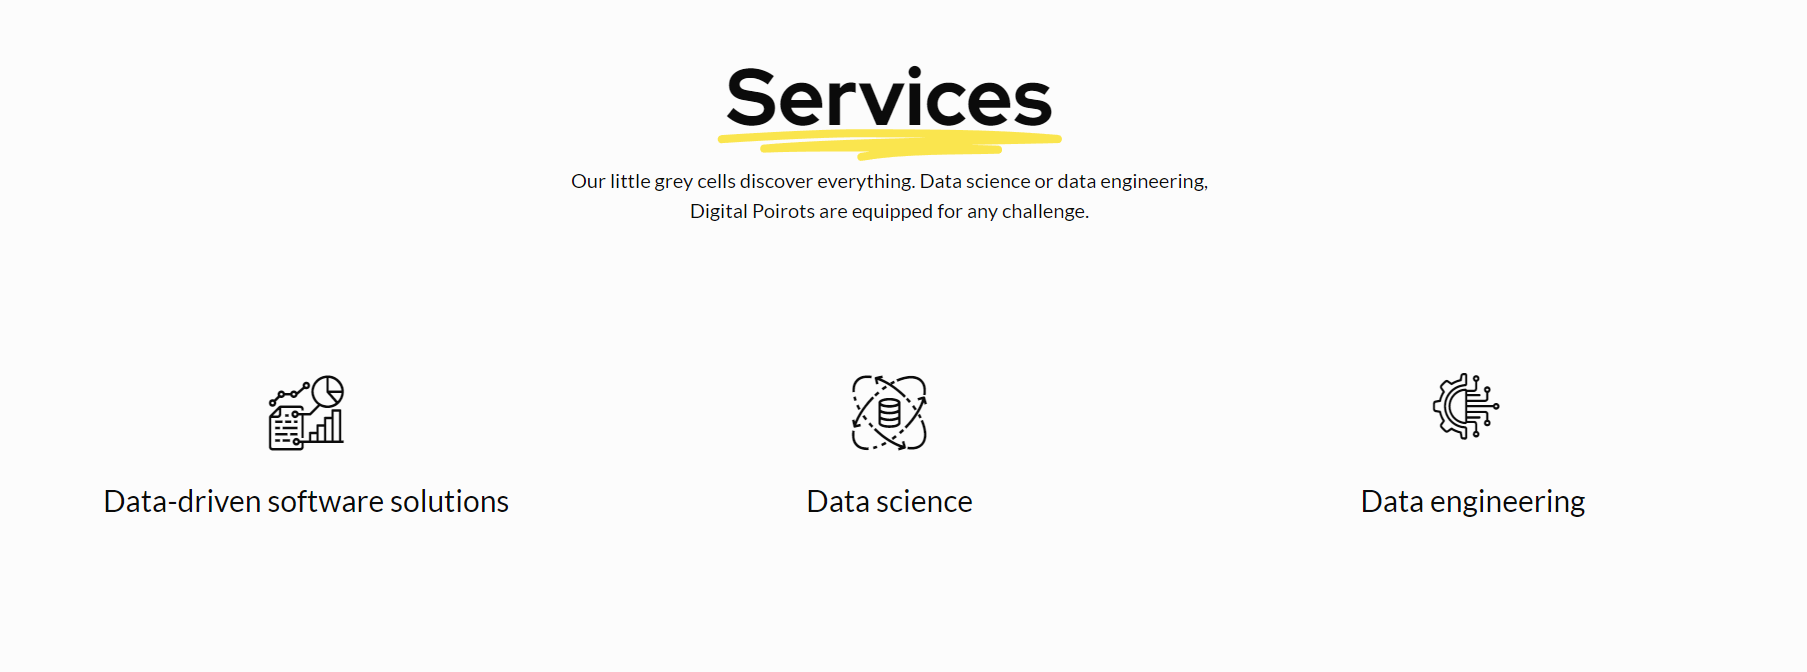 Services
Our little grey cells discover everything. Data science or data engineering,
Digital Poirots are equipped for any challenge.
Data-driven software solutions
Data science
Data engineering